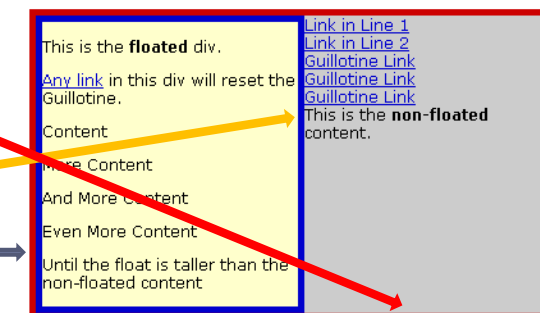 This is the floated div.
Any link in this div will reset the
Guillotine.
Content
More Content
And More Content
Even More Content
Until the float is taller than the
non-floated content
Link in Line 1
Link in Line 2
Guillotine Link
Guillotine Link
Guillotine Link
This is the non-floated
content.